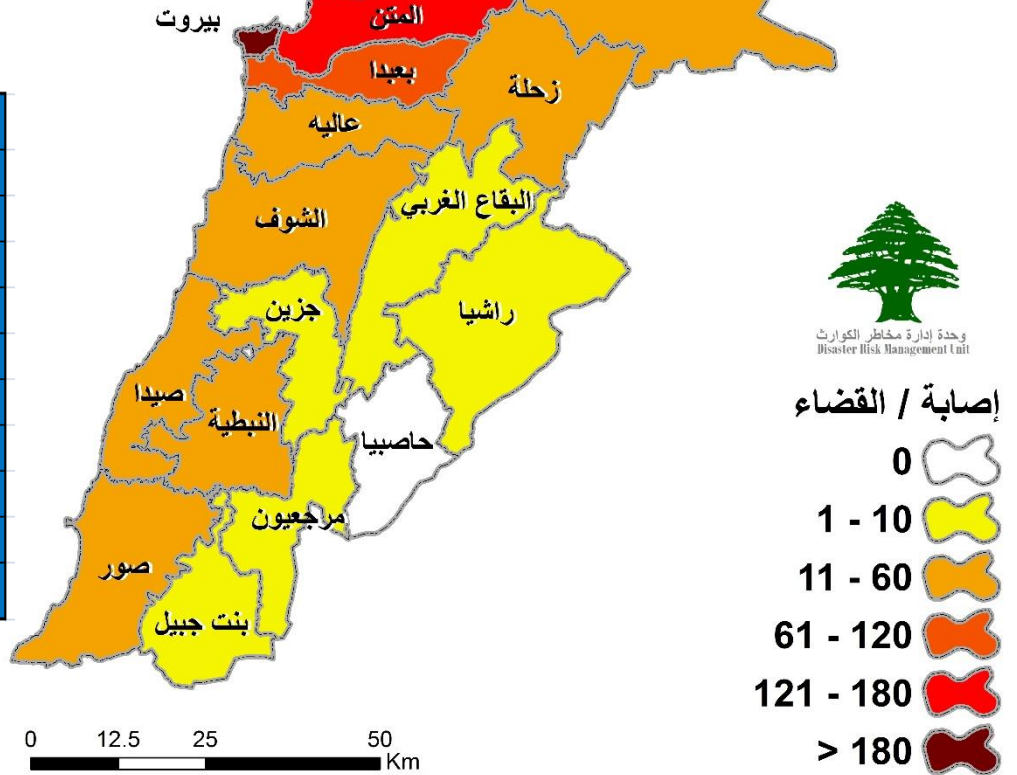 المتن
بيروت
بعبدا
زحلة
عاليه
البقاع الغربي
الشوف
جزين
راشيا
صيدا
النبطية
حاصبيا
مرجعيون
صور
بنت جبيل
وحدة إدارة مخاطر الكوارث
Disaster Risk Management Unit
إصابة / القضاء
0
1 - 10
11 - 60
61 - 120
121 - 180
> 180
0 12.5 25 50
Km